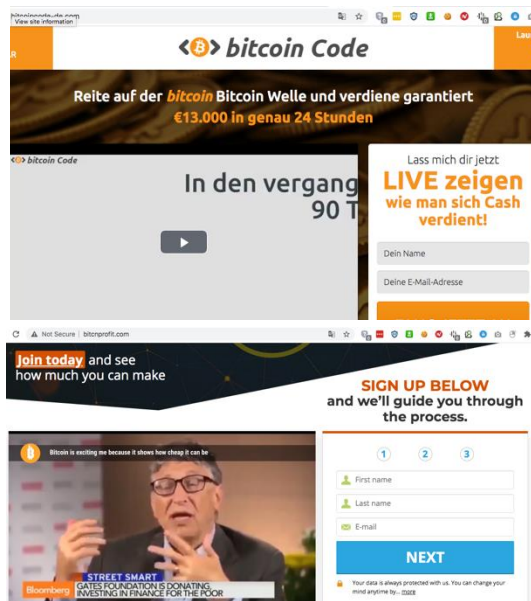 View site information
Lau
AR
bitcoin Code
Reite auf der bitcoin Bitcoin Welle und verdiene garantiert
€13.000 in genau 24 Stunden
bitcoin Code
In den vergang
90 T
Lass mich dir jetzt
LIVE zeigen
wie man sich Cash
verdient!
Dein Name
Deine E-Mail-Adresse
Not Secure | bitcnprofit.com
Join today and see
how much you can make
SIGN UP BELOW
and we'll guide you through
the process.
1 2 3
Bitcoin is exciting me because it shows how cheap it can be
First name
Last name
E-mail
NEXT
Your data is always protected with us. You can change your
mind anytime by... more
STREET SMART
Bloomberg
GATES FOUNDATION IS DONATING,
INVESTING IN FINANCE FOR THE POOR